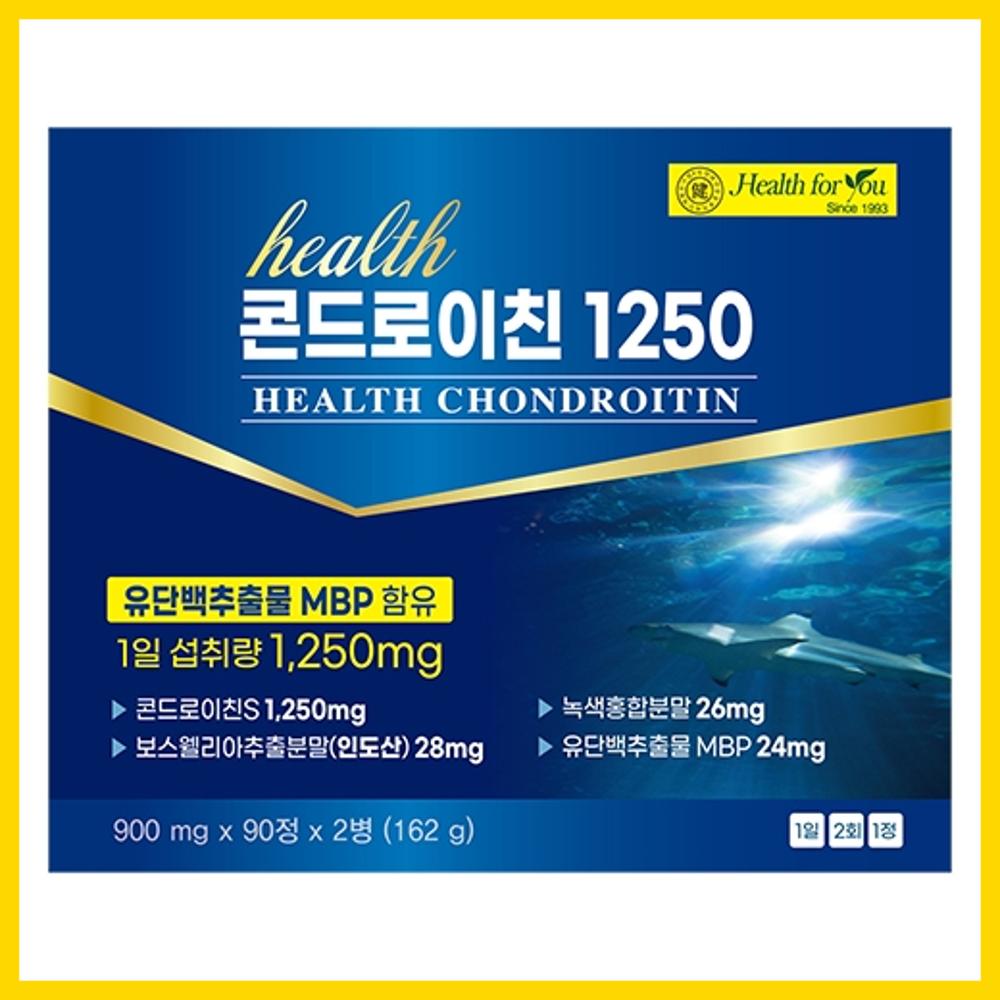 健 Health for You
Since 1993
health
콘드로이친 1250
HEALTH CHONDROITIN
유단백추출물 MBP 함유
1일 섭취량 1,250mg
▶ 콘드로이친S 1,250mg
▶ 보스웰리아추출분말(인도산) 28mg
▶ 녹색홍합분말 26mg
▶ 유단백추출물 MBP 24mg
900 mg x 90정 x 2병 (162 g)
1일 2회 1정